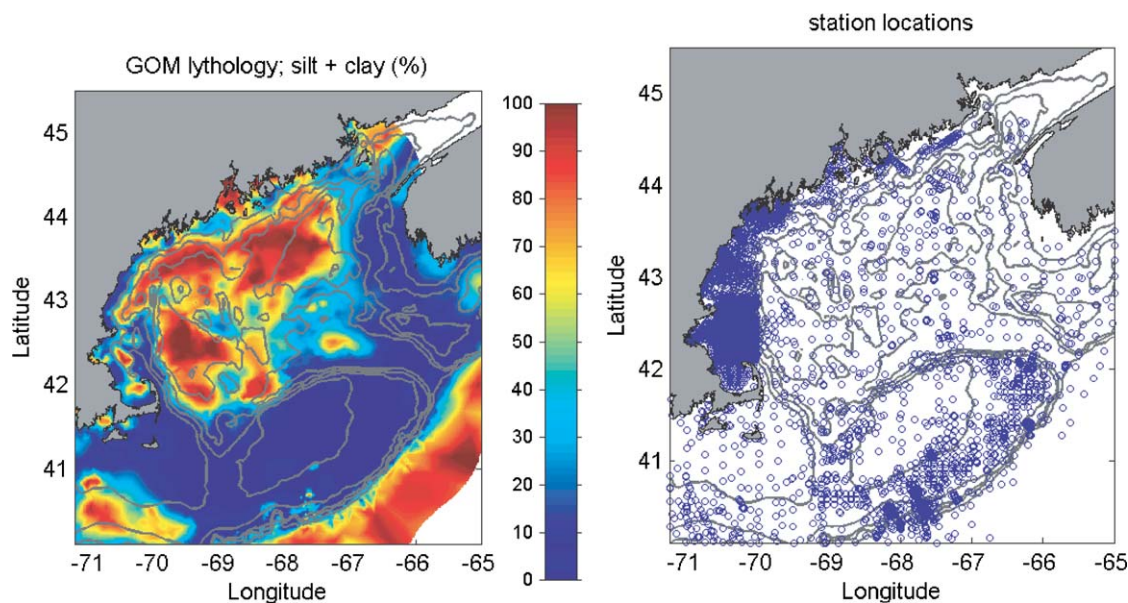 GOM lythology; silt + clay (%)
45
44
43
42
41
Latitude
-71 -70 -69 -68 -67 -66 -65
Longitude
100
90
80
70
60
50
40
30
20
10
0
station locations
45
44
43
42
41
Latitude
-71 -70 -69 -68 -67 -66 -65
Longitude